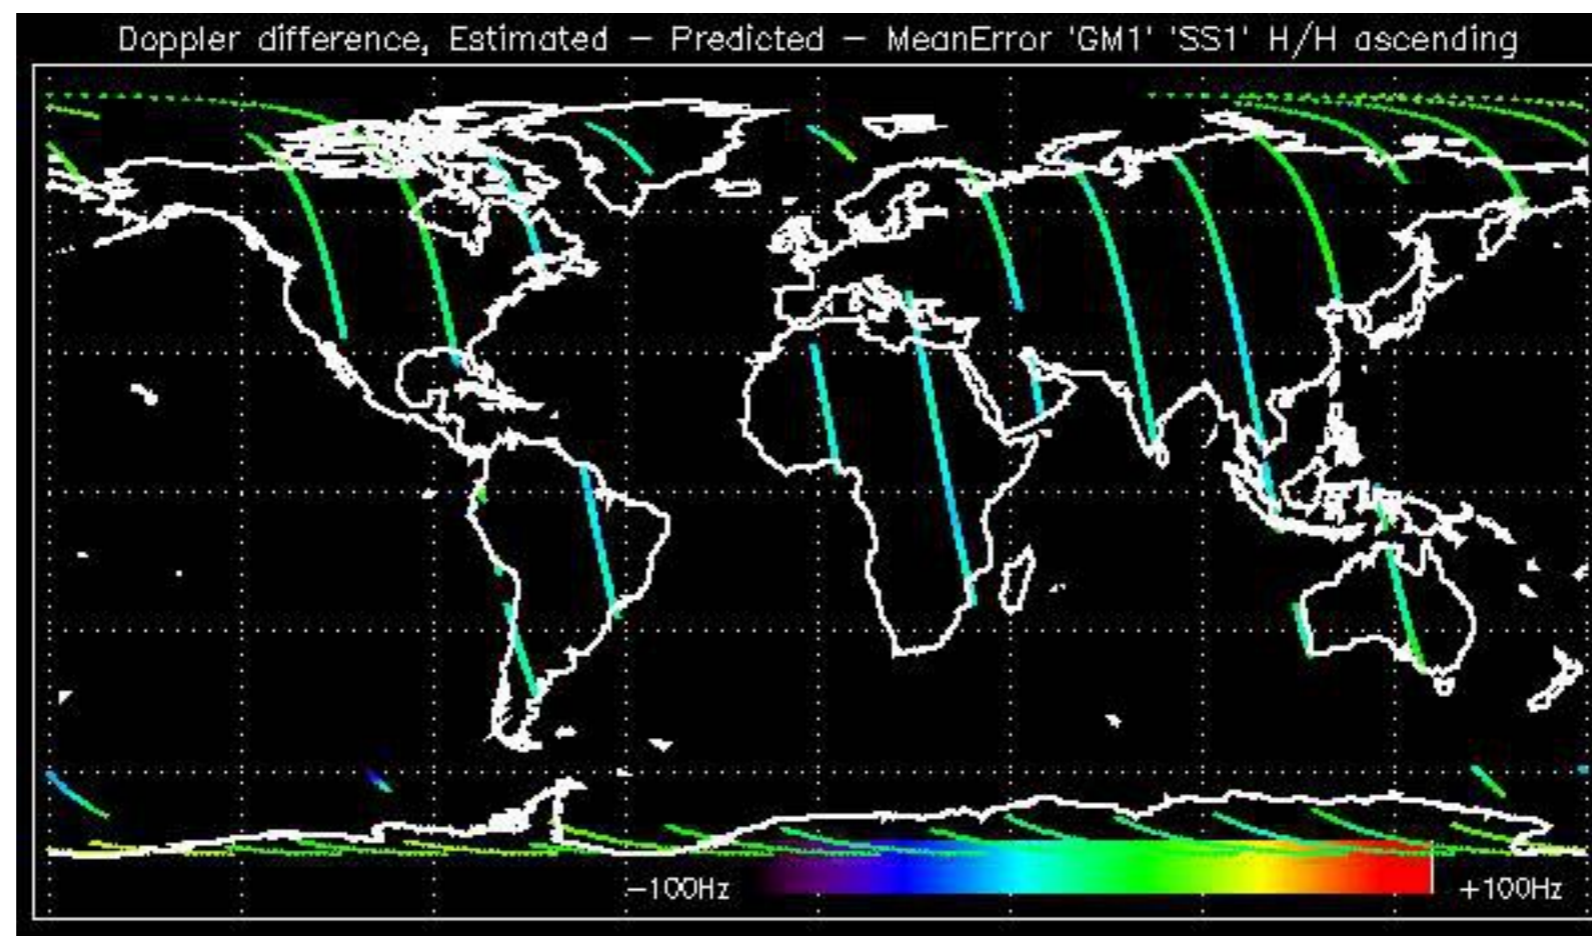 Doppler difference, Estimated – Predicted – MeanError 'GM1' 'SS1' H/H ascending
–100Hz
+100Hz